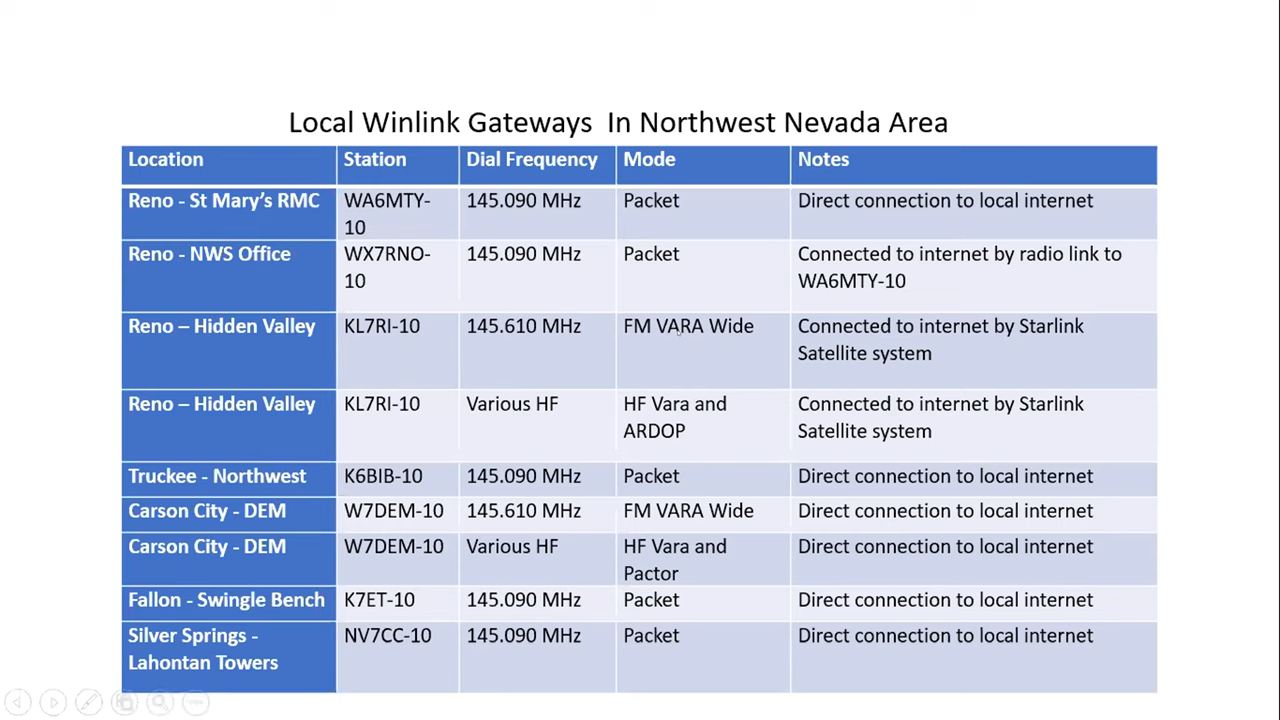 Local Winlink Gateways In Northwest Nevada Area
Location Station Dial Frequency Mode Notes
Reno - St Mary's RMC WA6MTY-10 145.090 MHz Packet Direct connection to local internet
Reno - NWS Office WX7RNO-10 145.090 MHz Packet Connected to internet by radio link to WA6MTY-10
Reno – Hidden Valley KL7RI-10 145.610 MHz FM VARA Wide Connected to internet by Starlink Satellite system
Reno – Hidden Valley KL7RI-10 Various HF HF Vara and ARDOP Connected to internet by Starlink Satellite system
Truckee - Northwest K6BIB-10 145.090 MHz Packet Direct connection to local internet
Carson City - DEM W7DEM-10 145.610 MHz FM VARA Wide Direct connection to local internet
Carson City - DEM W7DEM-10 Various HF HF Vara and Pactor Direct connection to local internet
Fallon - Swingle Bench K7ET-10 145.090 MHz Packet Direct connection to local internet
Silver Springs - Lahontan Towers NV7CC-10 145.090 MHz Packet Direct connection to local internet